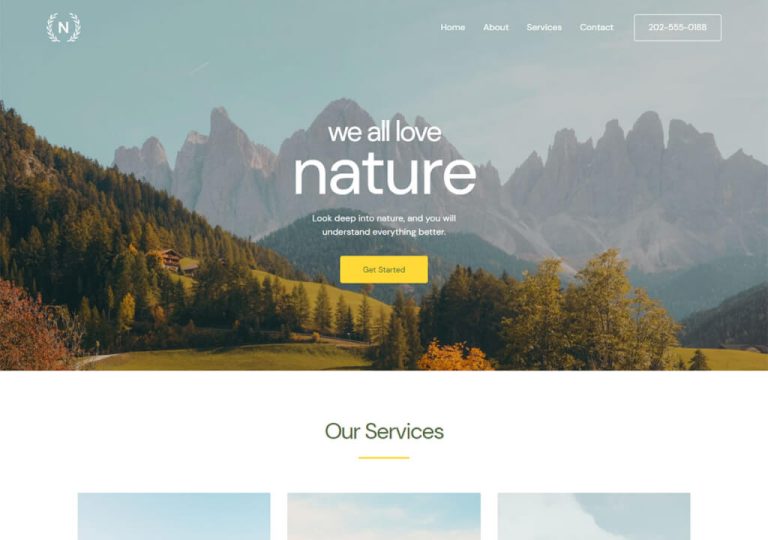 N
Home About Services Contact 202-555-0188
we all love
nature
Look deep into nature, and you will
understand everything better.
Get Started
Our Services